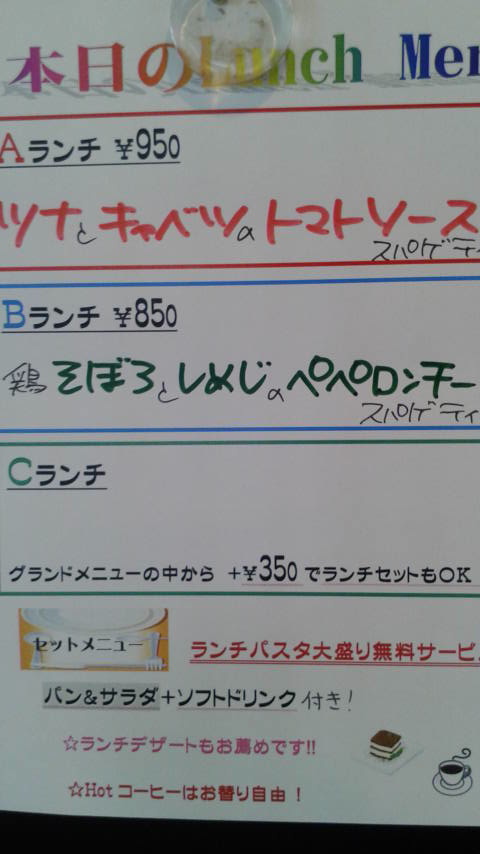 本日のLunch Men
Aランチ ¥950
ツナとキャベツのトマトソース
スパゲティ
Bランチ ¥850
鶏そぼろとしめじのペペロンチー
スパゲティ
Cランチ
グランドメニューの中から +¥350 でランチセットもOK
セットメニュー
ランチパスタ大盛り無料サービ
パン&サラダ+ソフトドリンク 付き!
☆ランチデザートもお薦めです!!
☆Hot コーヒーはお替り自由!